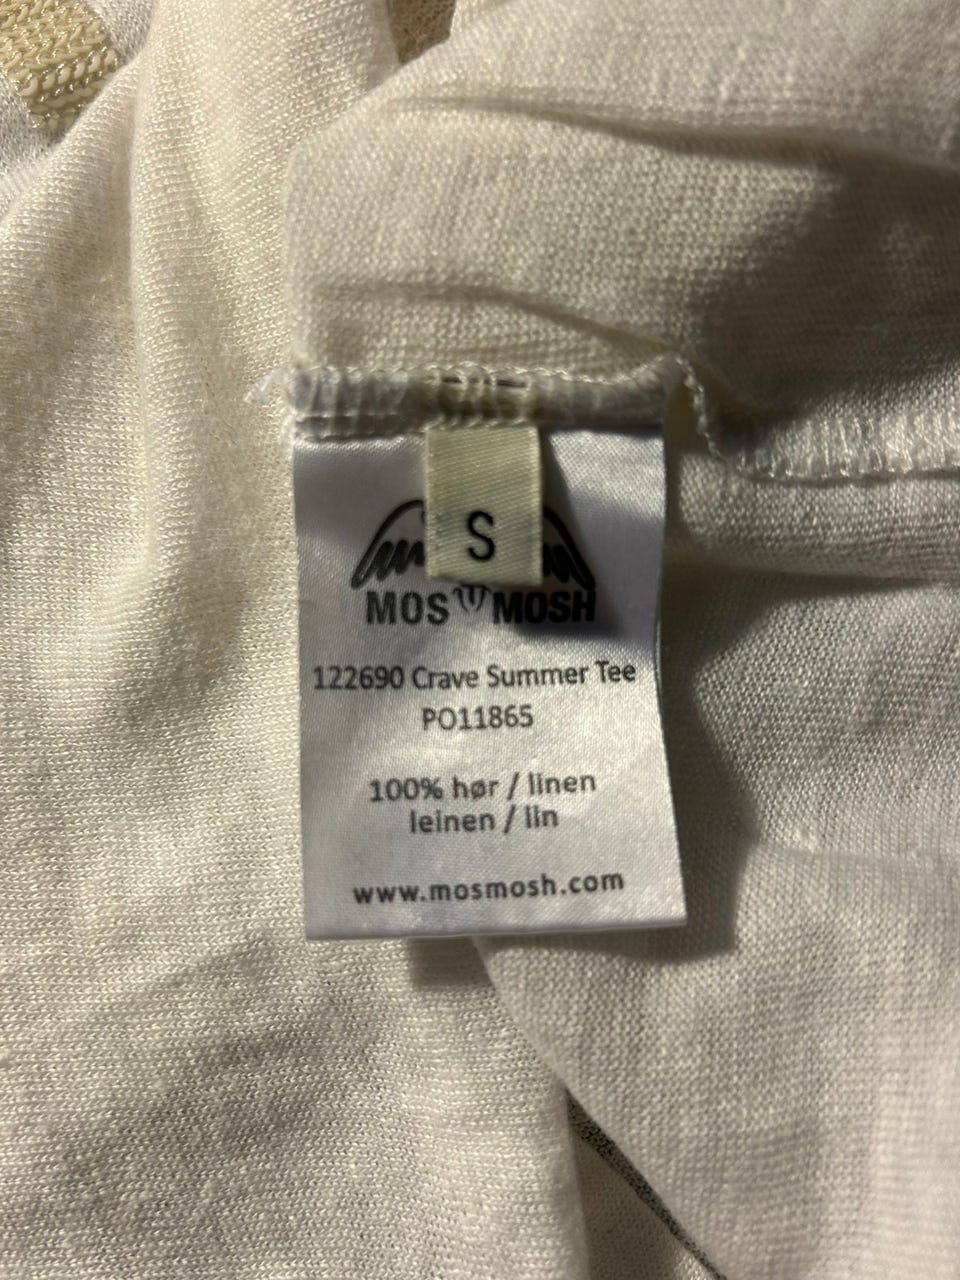 S
MOS MOSH
122690 Crave Summer Tee
PO11865
100% hør / linen
leinen / lin
www.mosmosh.com